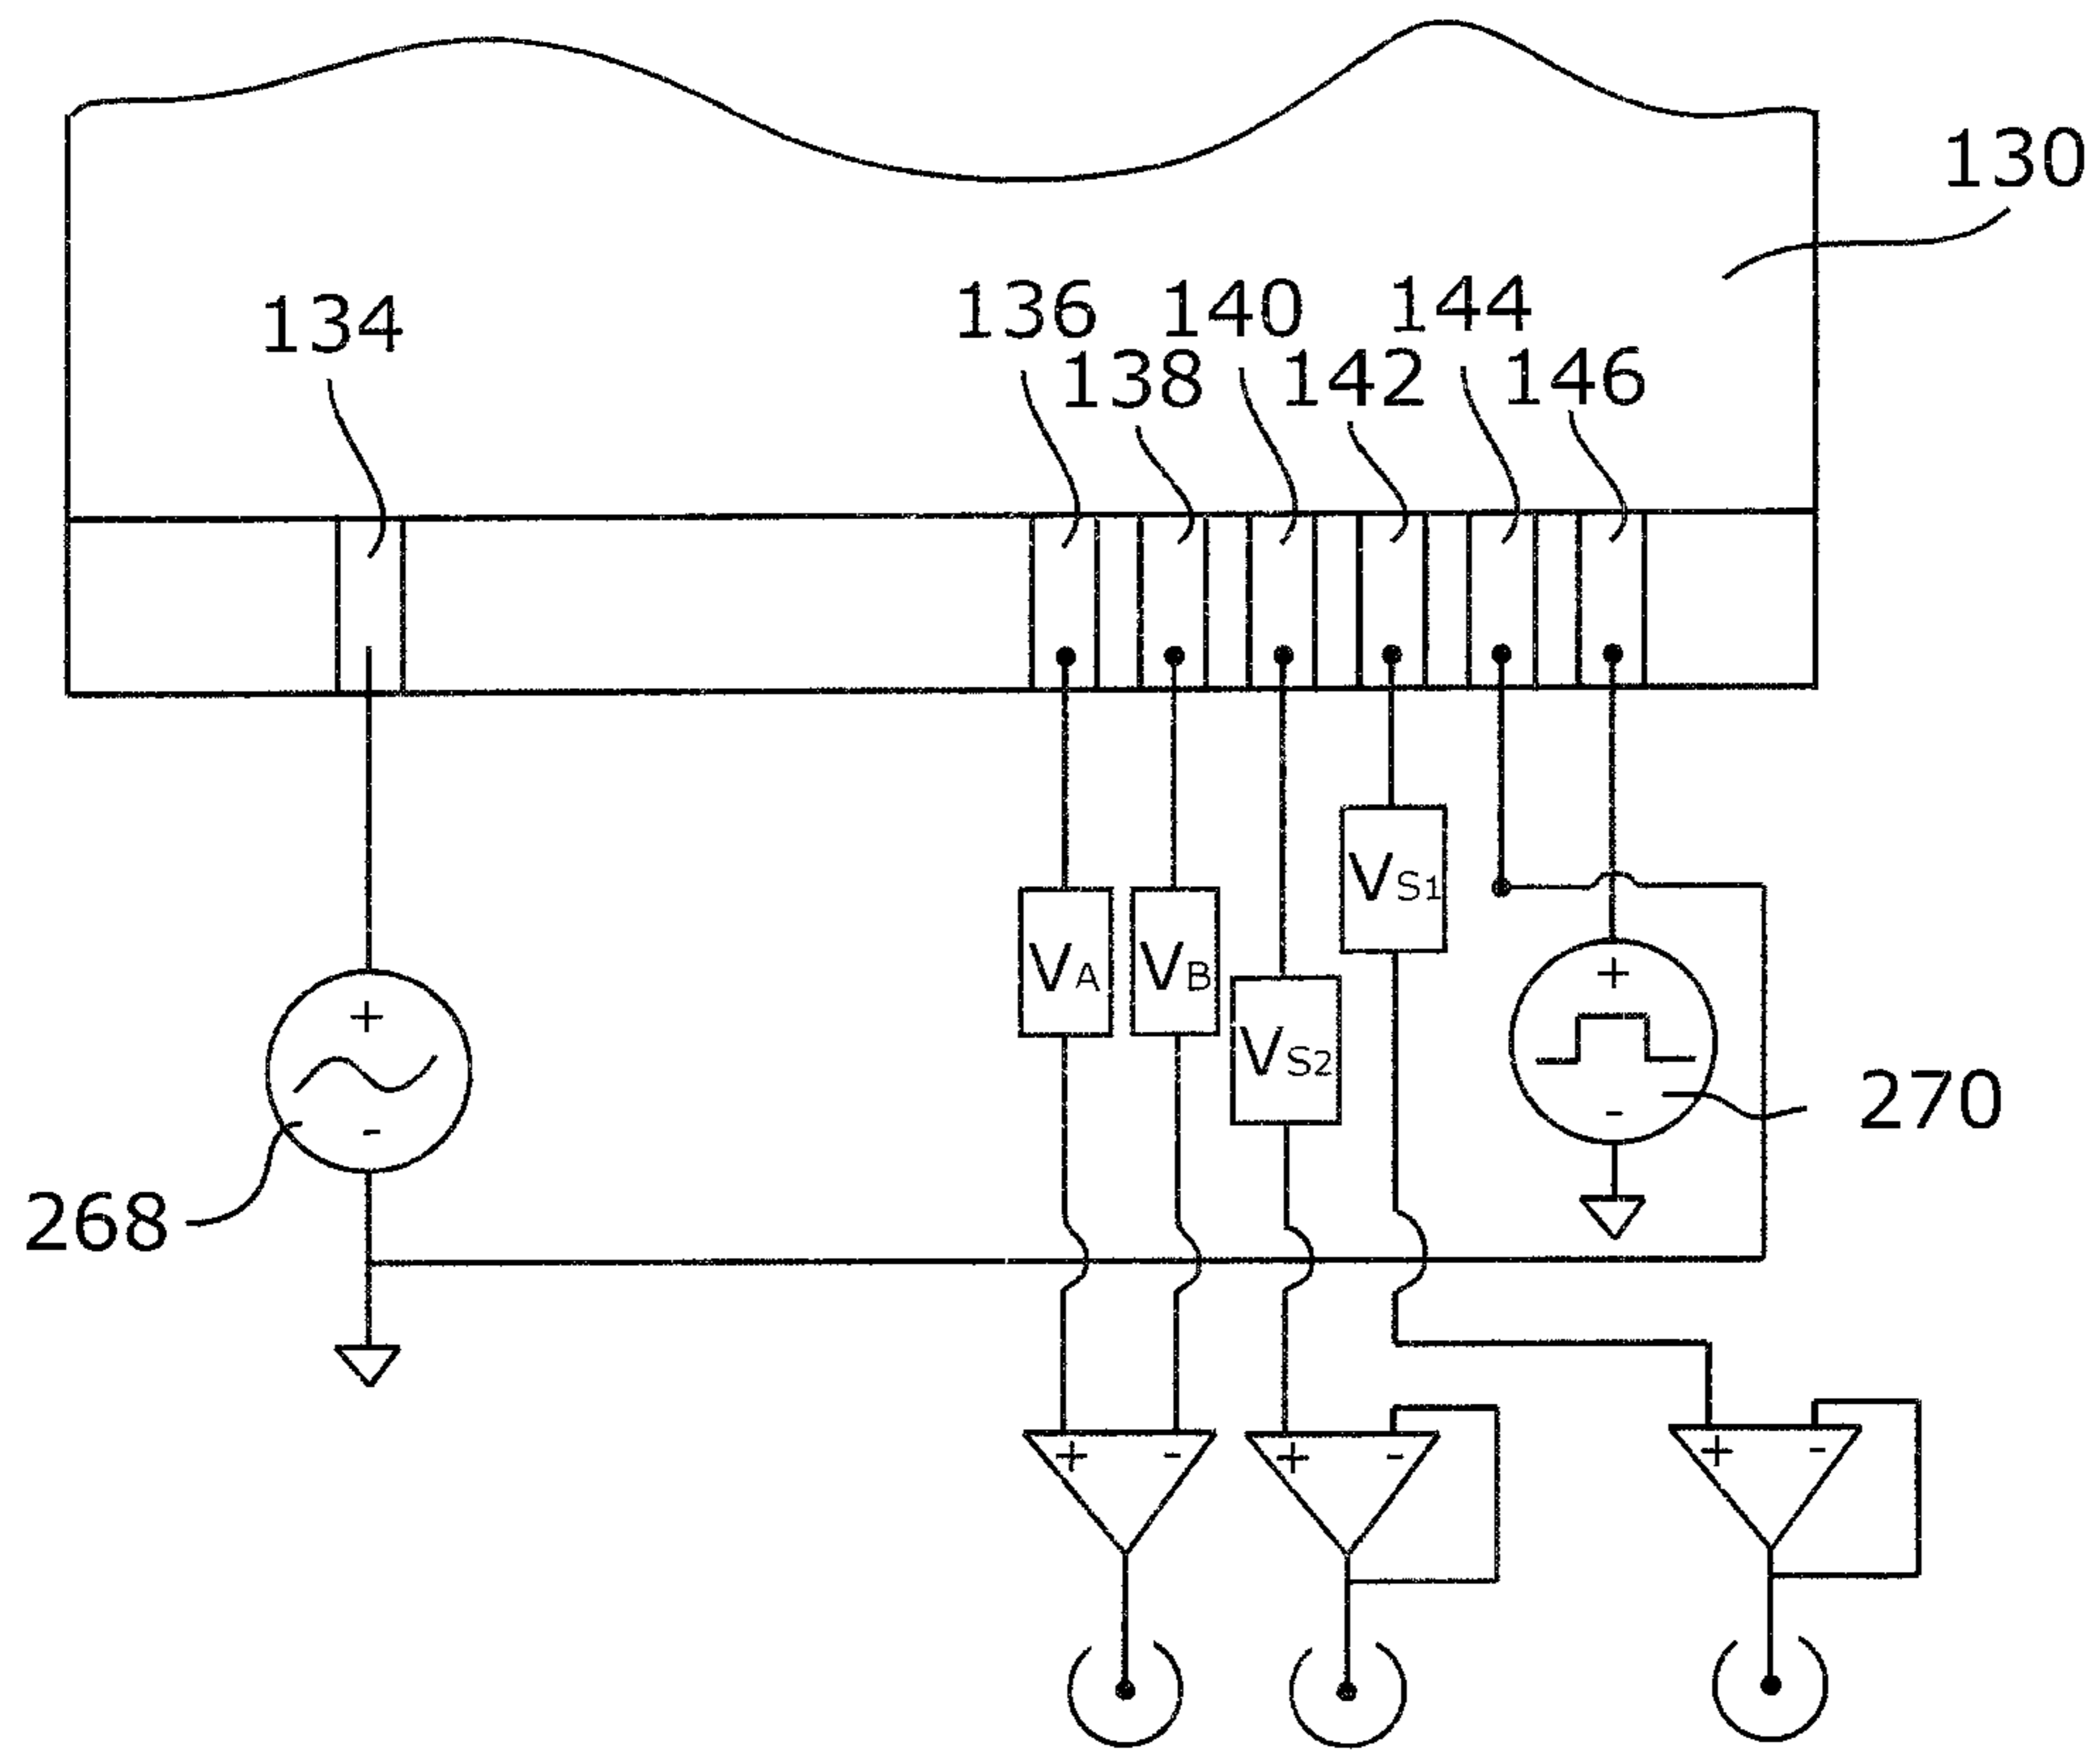 130
134
136 140 144
138 142 146
VS1
VA VB
VS2
+
+
-
-
270
268
+ - + - + -